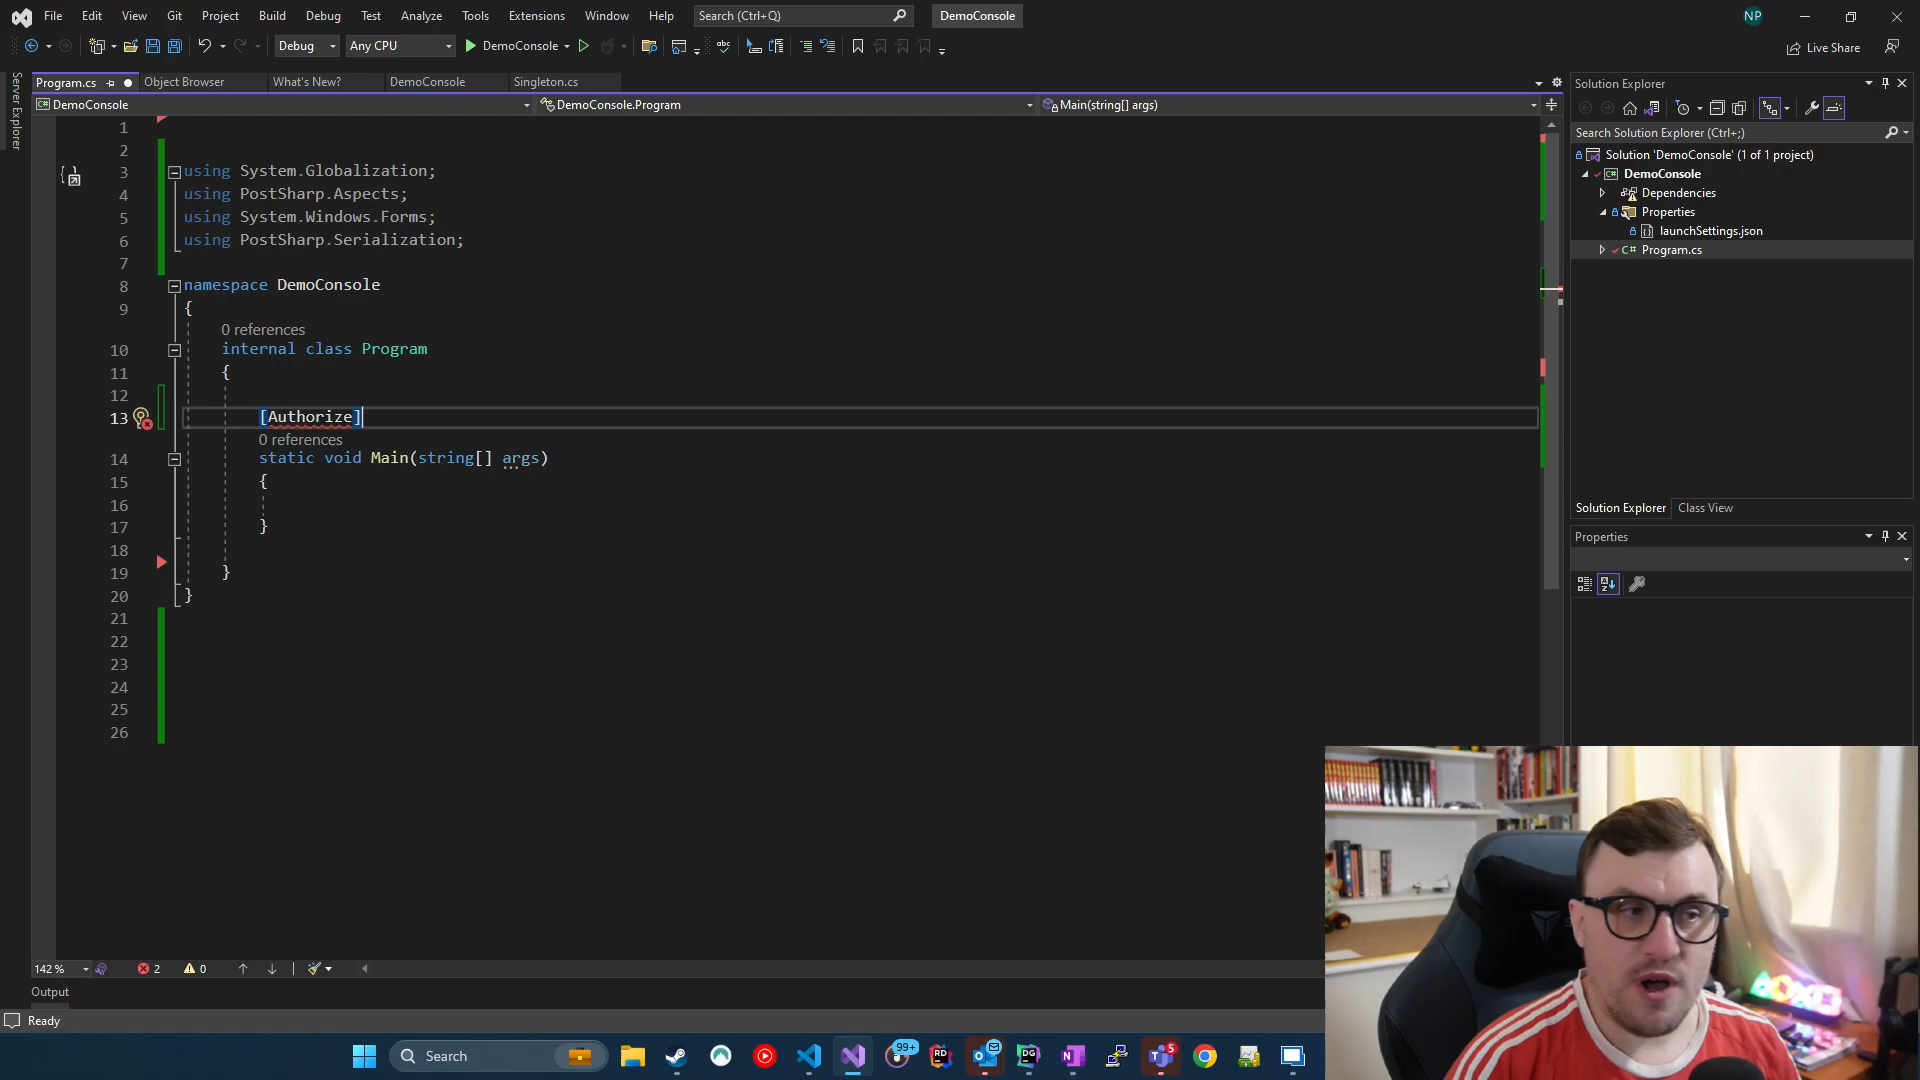 File Edit View Git Project Build Debug Test Analyze Tools Extensions Window Help Search (Ctrl+Q) DemoConsole NP
Debug Any CPU DemoConsole Live Share
Server Explorer
Program.cs Object Browser What's New? DemoConsole Singleton.cs
DemoConsole DemoConsole.Program Main(string[] args)
1
2
3 using System.Globalization;
4 using PostSharp.Aspects;
5 using System.Windows.Forms;
6 using PostSharp.Serialization;
7
8 namespace DemoConsole
9 {
0 references
10 internal class Program
11 {
12
13 [Authorize]
0 references
14 static void Main(string[] args)
15 {
16
17 }
18
19 }
20 }
21
22
23
24
25
26
142 % 2 0
Output
Ready
Solution Explorer
Search Solution Explorer (Ctrl+;)
Solution 'DemoConsole' (1 of 1 project)
DemoConsole
Dependencies
Properties
launchSettings.json
C# Program.cs
Solution Explorer Class View
Properties
Search 99+ RD DG N 5